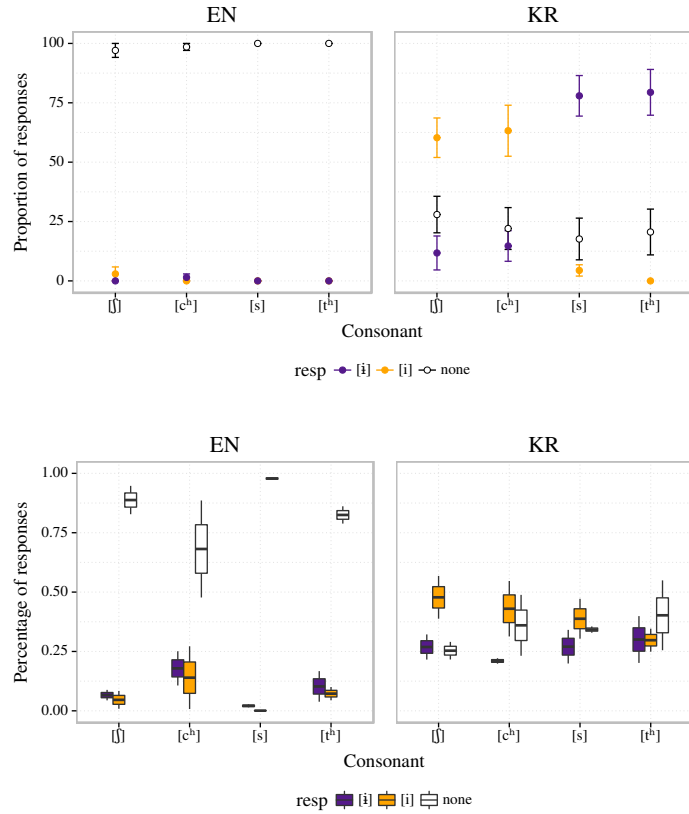 EN KR
Proportion of responses
100
75
50
25
0
[ʃ] [cʰ] [s] [tʰ] [ʃ] [cʰ] [s] [tʰ]
Consonant
resp [ɨ] [i] none
EN KR
Percentage of responses
1.00
0.75
0.50
0.25
0.00
[ʃ] [cʰ] [s] [tʰ] [ʃ] [cʰ] [s] [tʰ]
Consonant
resp [ɨ] [i] none